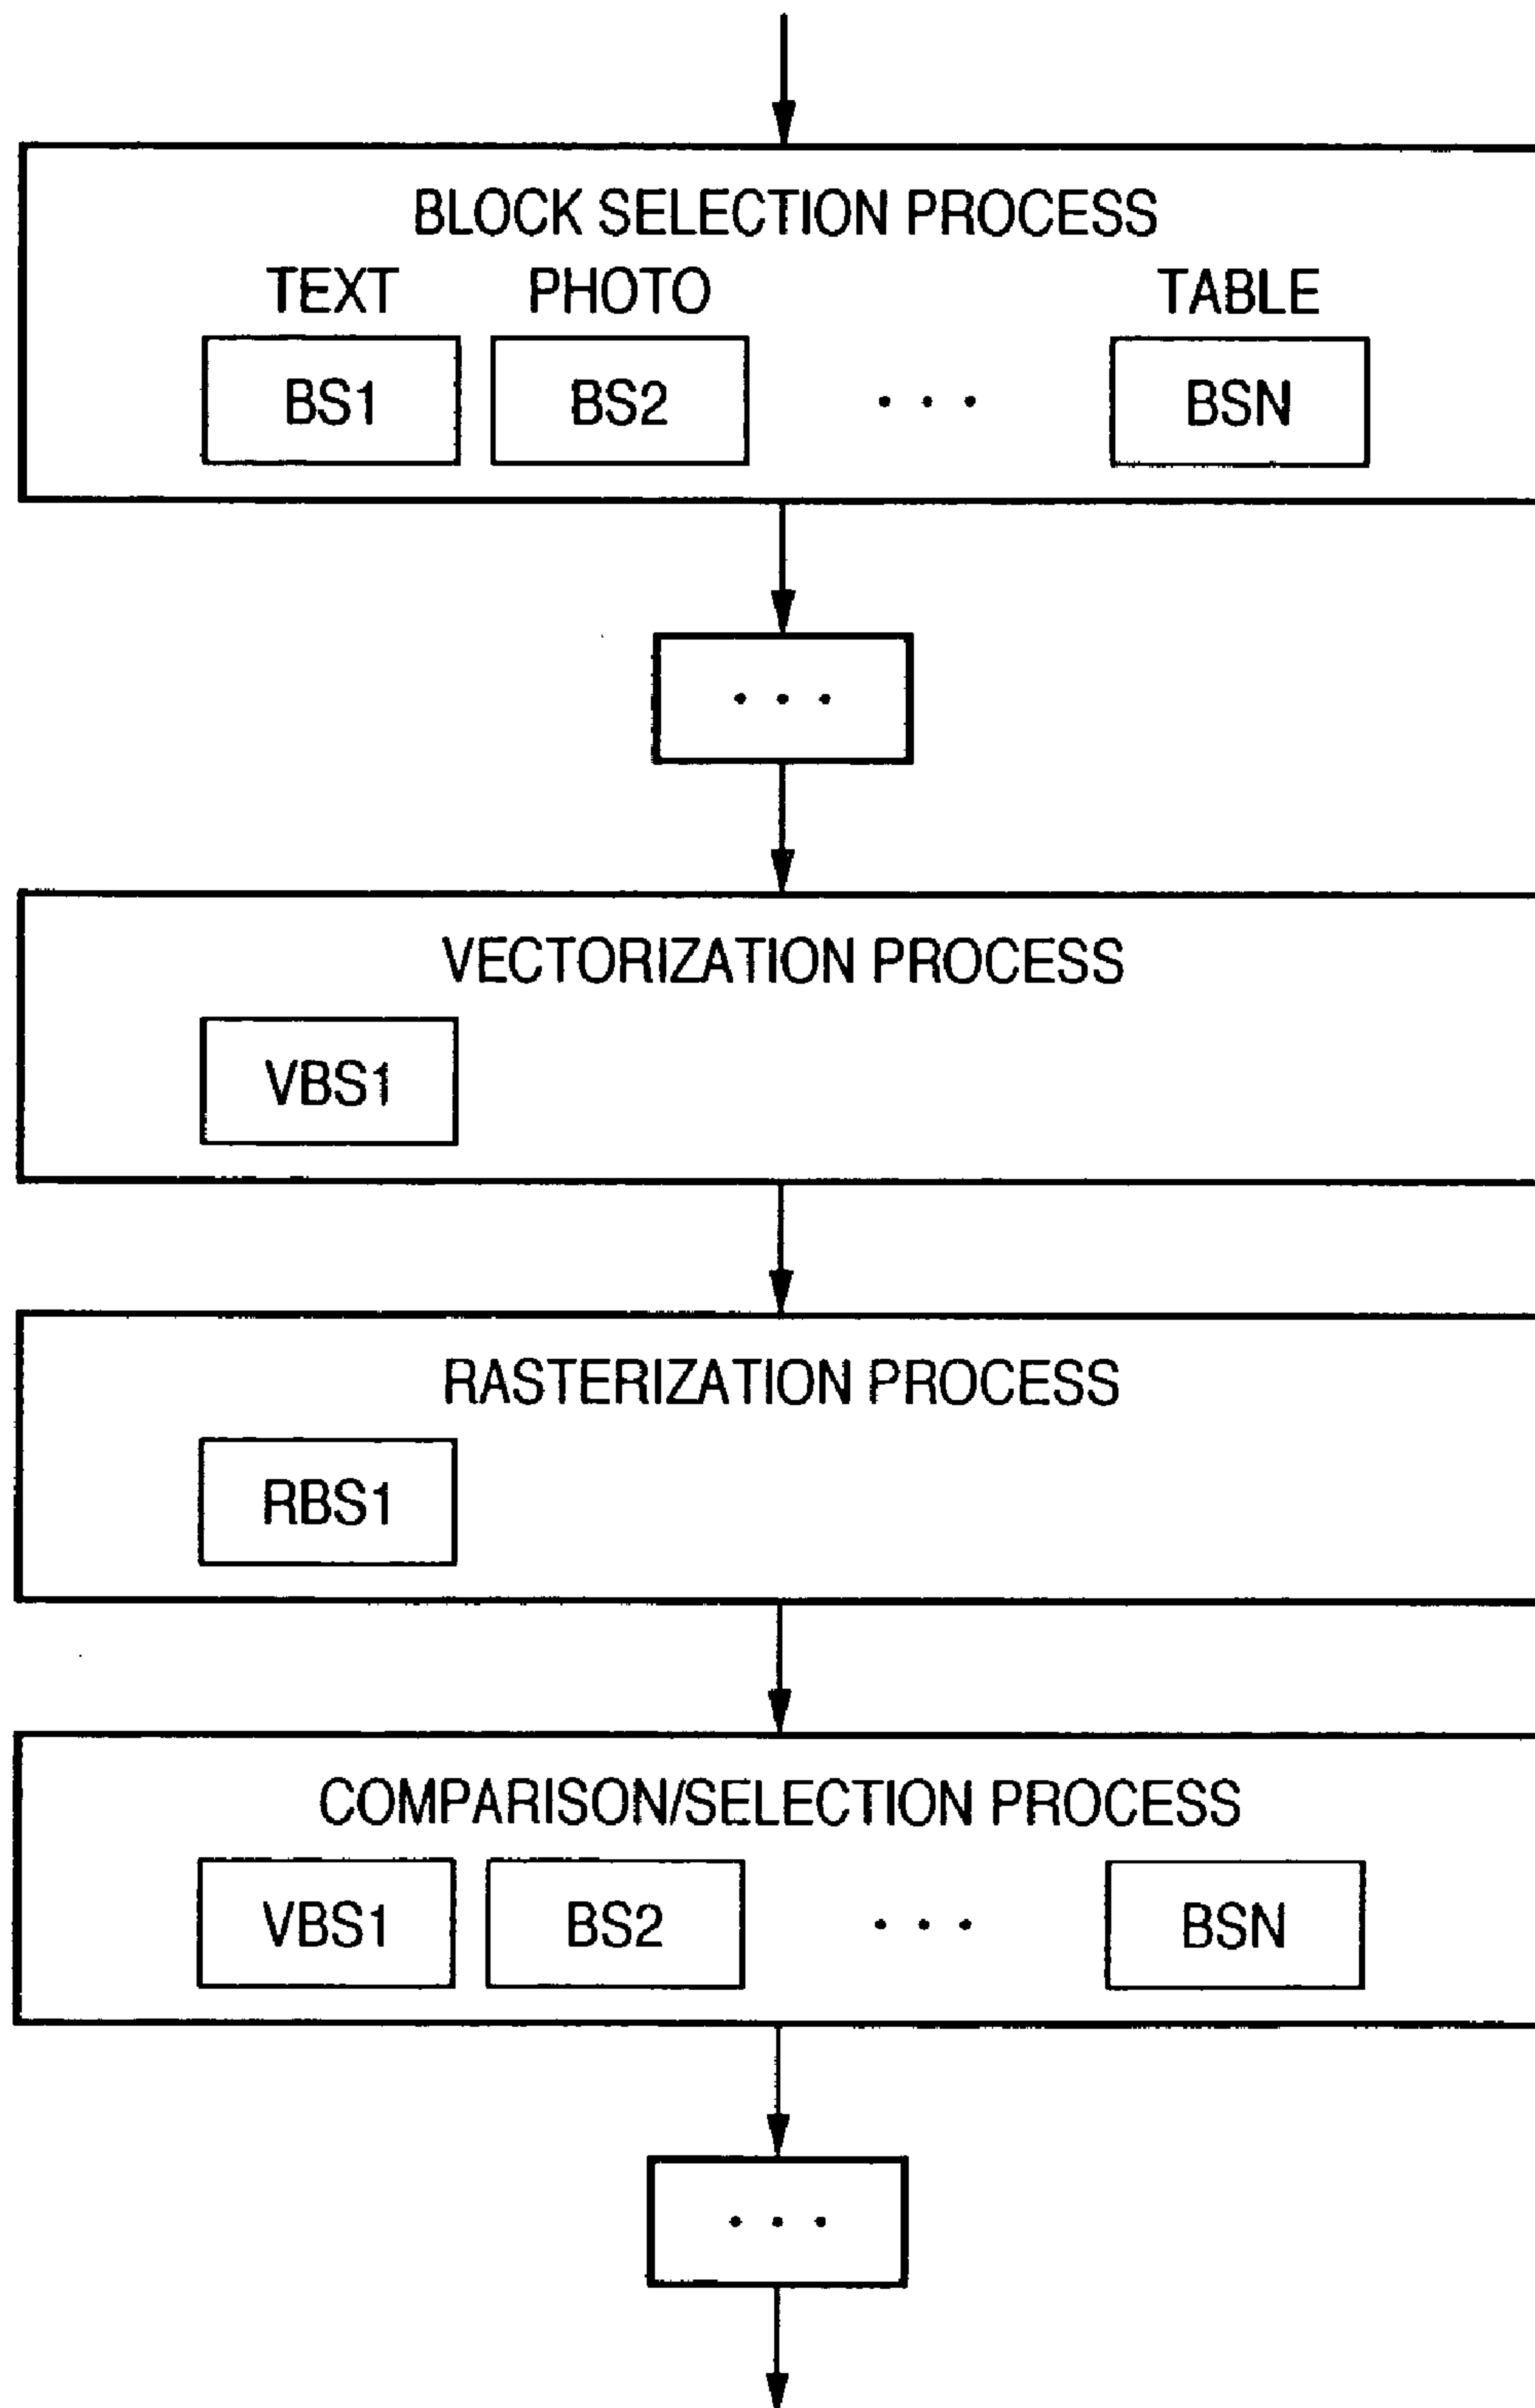 BLOCK SELECTION PROCESS
TEXT PHOTO TABLE
BS1 BS2 . . . BSN
. . .
VECTORIZATION PROCESS
VBS1
RASTERIZATION PROCESS
RBS1
COMPARISON/SELECTION PROCESS
VBS1 BS2 . . . BSN
. . .